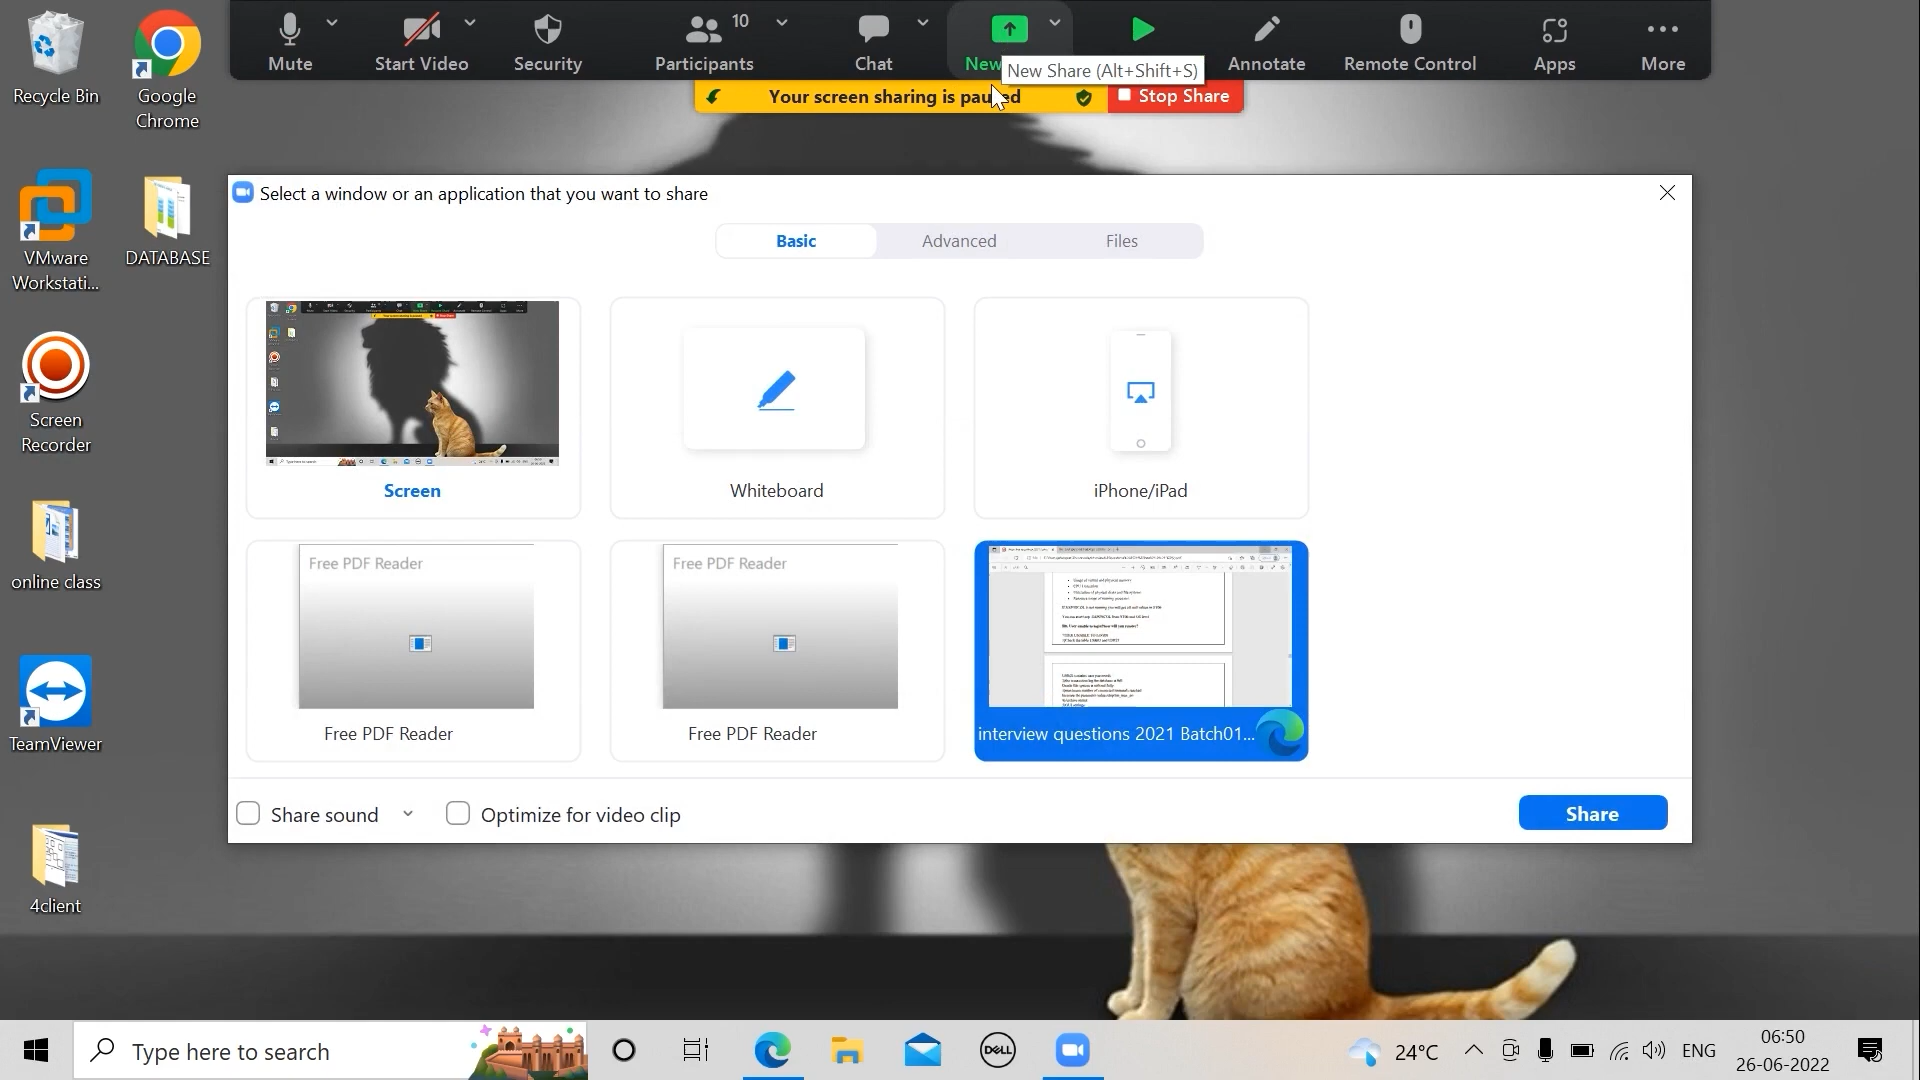 Recycle Bin
Google
Chrome
VMware
Workstati...
DATABASE
Screen
Recorder
online class
TeamViewer
4client
Mute
Start Video
Security
Participants
10
Chat
New
Annotate
Remote Control
Apps
More
New Share (Alt+Shift+S)
Your screen sharing is paused
Stop Share
Select a window or an application that you want to share
Basic
Advanced
Files
Screen
Whiteboard
iPhone/iPad
Free PDF Reader
Free PDF Reader
Free PDF Reader
Free PDF Reader
interview questions 2021 Batch01...
Share sound
Optimize for video clip
Share
Type here to search
DELL
24°C
ENG
06:50
26-06-2022